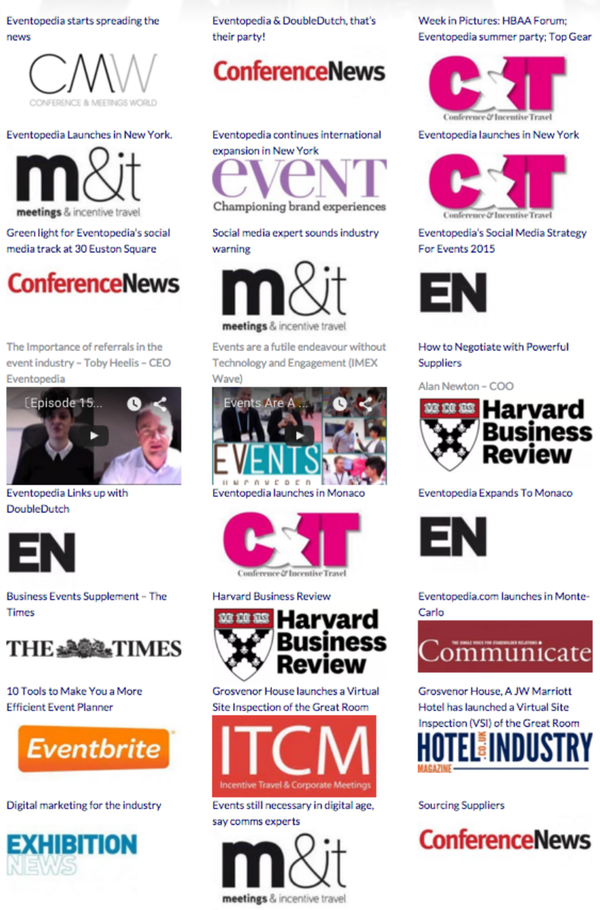 Eventopedia starts spreading the
news
CMW
CONFERENCE & MEETINGS WORLD
Eventopedia & DoubleDutch, that's
their party!
ConferenceNews
Week in Pictures: HBAA Forum;
Eventopedia summer party; Top Gear
C&IT
Conference & Incentive Travel
Eventopedia Launches in New York.
m&it
meetings & incentive travel
Eventopedia continues international
expansion in New York
eveNT
Championing brand experiences
Eventopedia launches in New York
C&IT
Conference & Incentive Travel
Green light for Eventopedia's social
media track at 30 Euston Square
ConferenceNews
Social media expert sounds industry
warning
m&it
meetings & incentive travel
Eventopedia's Social Media Strategy
For Events 2015
EN
The Importance of referrals in the
event industry – Toby Heelis – CEO
Eventopedia
[Episode 15...
Events are a futile endeavour without
Technology and Engagement (IMEX
Wave)
Events Are A ...
EVENTS
UNCOVERED
How to Negotiate with Powerful
Suppliers
Alan Newton – COO
Harvard
Business
Review
Eventopedia Links up with
DoubleDutch
EN
Eventopedia launches in Monaco
C&IT
Conference & Incentive Travel
Eventopedia Expands To Monaco
EN
Business Events Supplement – The
Times
THE TIMES
Harvard Business Review
Harvard
Business
Review
Eventopedia.com launches in Monte-
Carlo
THE SINGLE VOICE FOR STAKEHOLDER RELATIONS
Communicate
10 Tools to Make You a More
Efficient Event Planner
Eventbrite
Grosvenor House launches a Virtual
Site Inspection of the Great Room
ITCM
Incentive Travel & Corporate Meetings
Grosvenor House, A JW Marriott
Hotel has launched a Virtual Site
Inspection (VSI) of the Great Room
HOTEL.CO.UK INDUSTRY
MAGAZINE
Digital marketing for the industry
EXHIBITION
NEWS
Events still necessary in digital age,
say comms experts
m&it
meetings & incentive travel
Sourcing Suppliers
ConferenceNews